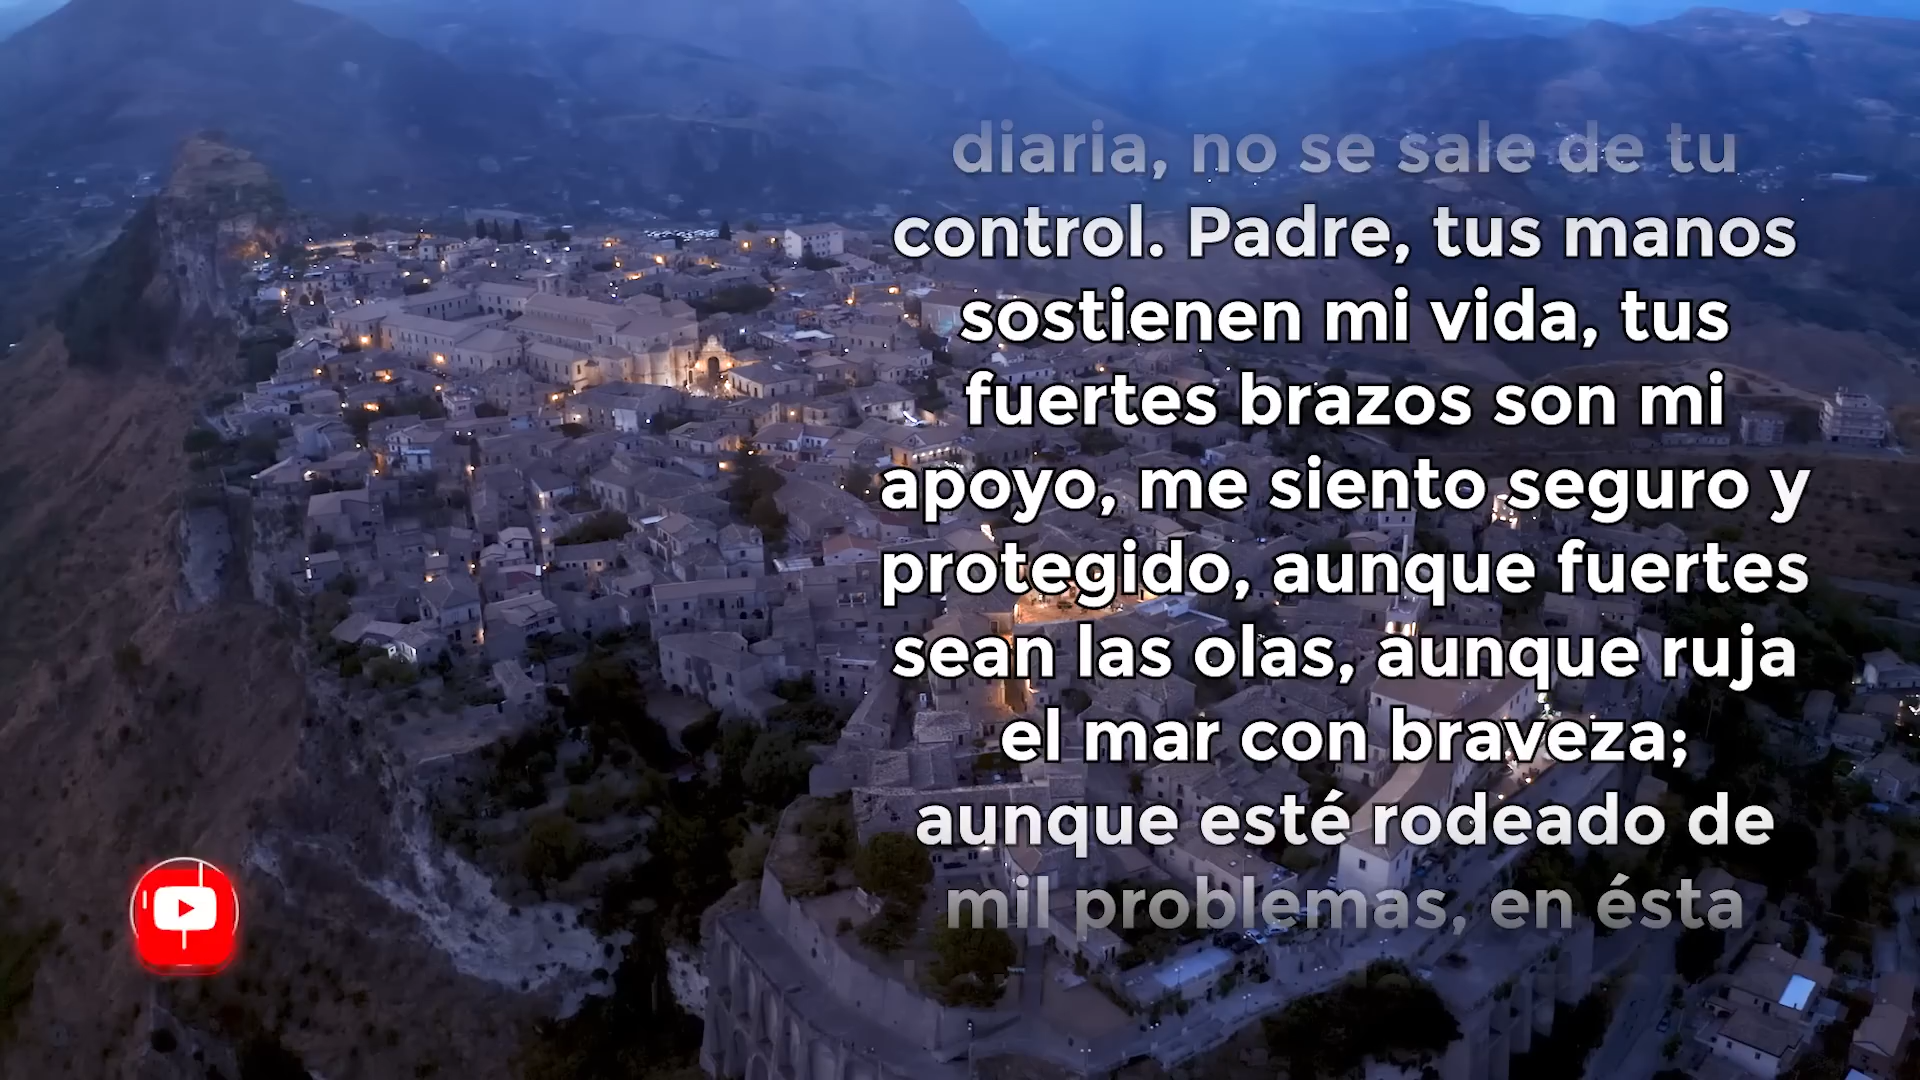 diaria, no se sale de tu
control. Padre, tus manos
sostienen mi vida, tus
fuertes brazos son mi
apoyo, me siento seguro y
protegido, aunque fuertes
sean las olas, aunque ruja
el mar con braveza;
aunque esté rodeado de
mil problemas, en ésta